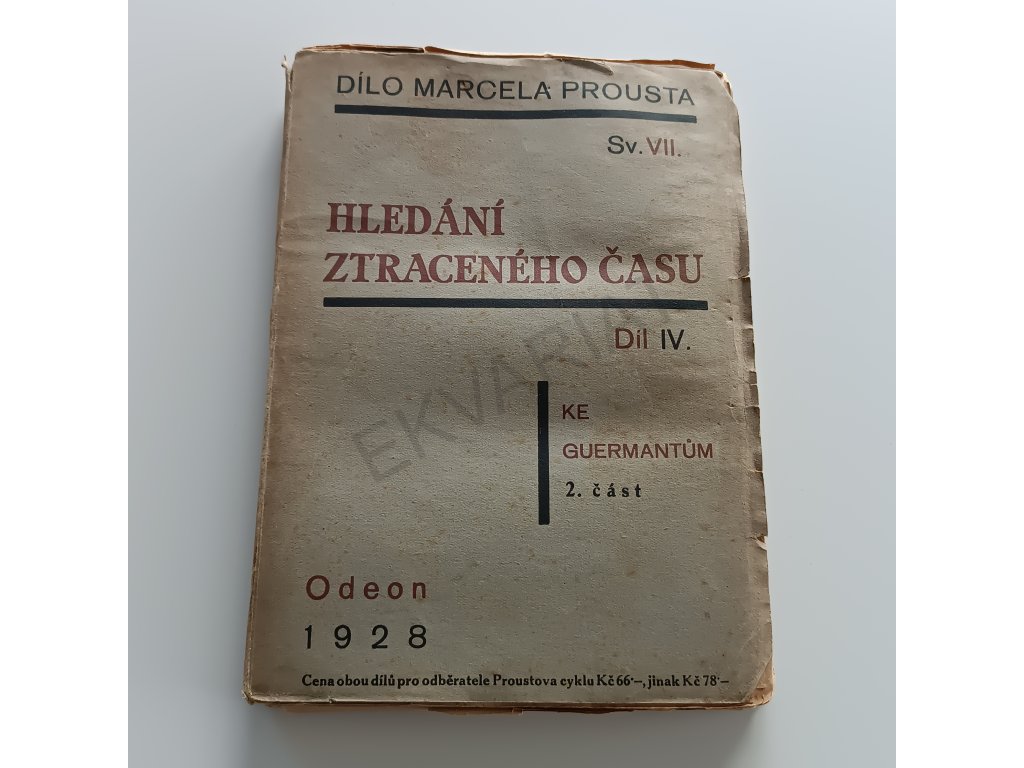 DÍLO MARCELA PROUSTA
Sv. VII.
HLEDÁNÍ
ZTRACENÉHO ČASU
Díl IV.
EKVARIAT
KE
GUERMANTŮM
2. část
Odeon
1928
Cena obou dílů pro odběratele Proustova cyklu Kč 66·—, jinak Kč 78·—